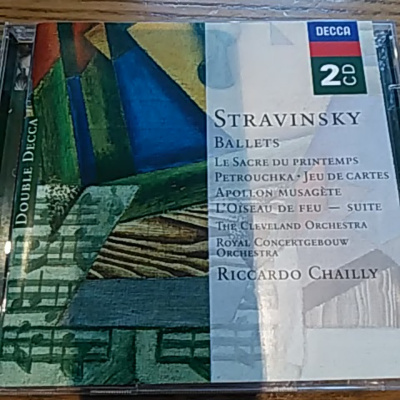 DECCA
2 CD
DOUBLE DECCA
STRAVINSKY
BALLETS
LE SACRE DU PRINTEMPS
PETROUCHKA · JEU DE CARTES
APOLLON MUSAGÈTE
L'OISEAU DE FEU — SUITE
THE CLEVELAND ORCHESTRA
ROYAL CONCERTGEBOUW
ORCHESTRA
RICCARDO CHAILLY